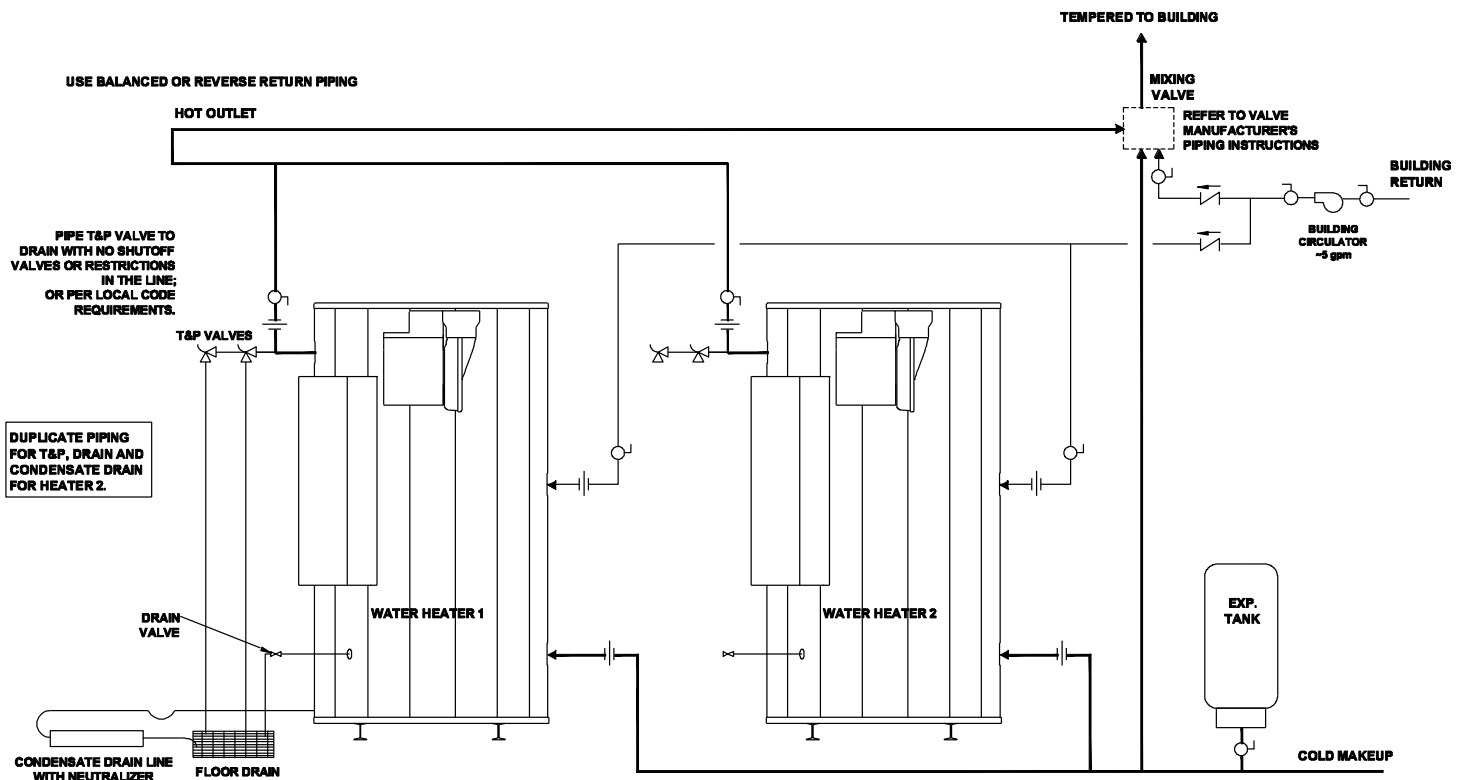 TEMPERED TO BUILDING
USE BALANCED OR REVERSE RETURN PIPING
HOT OUTLET
MIXING
VALVE
REFER TO VALVE
MANUFACTURER'S
PIPING INSTRUCTIONS
BUILDING
RETURN
BUILDING
CIRCULATOR
~5 gpm
PIPE T&P VALVE TO
DRAIN WITH NO SHUTOFF
VALVES OR RESTRICTIONS
IN THE LINE;
OR PER LOCAL CODE
REQUIREMENTS.
T&P VALVES
DUPLICATE PIPING
FOR T&P, DRAIN AND
CONDENSATE DRAIN
FOR HEATER 2.
DRAIN
VALVE
WATER HEATER 1
WATER HEATER 2
EXP.
TANK
COLD MAKEUP
CONDENSATE DRAIN LINE
WITH NEUTRALIZER
FLOOR DRAIN